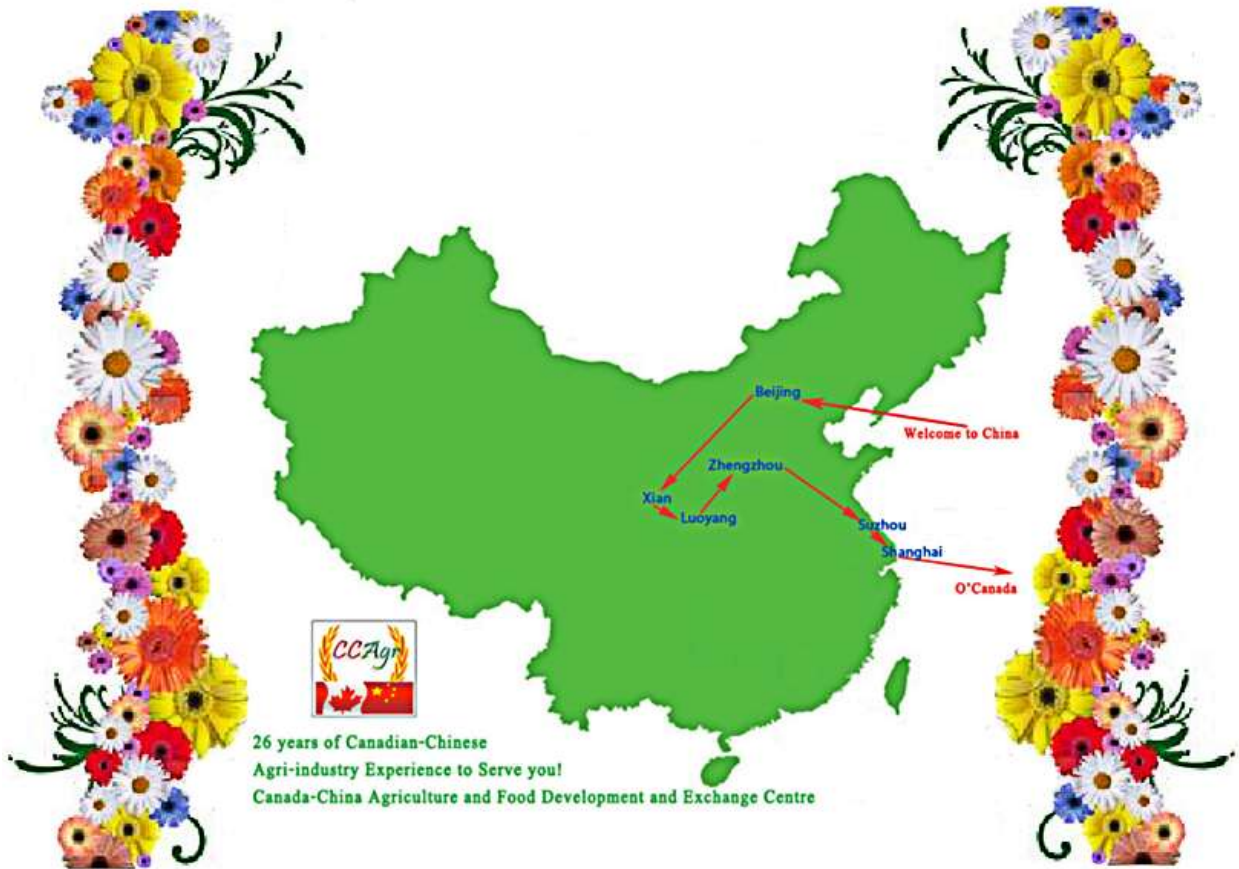 Beijing
Welcome to China
Zhengzhou
Xian
Luoyang
Suzhou
Shanghai
O'Canada
CCAgr
26 years of Canadian-Chinese
Agri-industry Experience to Serve you!
Canada-China Agriculture and Food Development and Exchange Centre